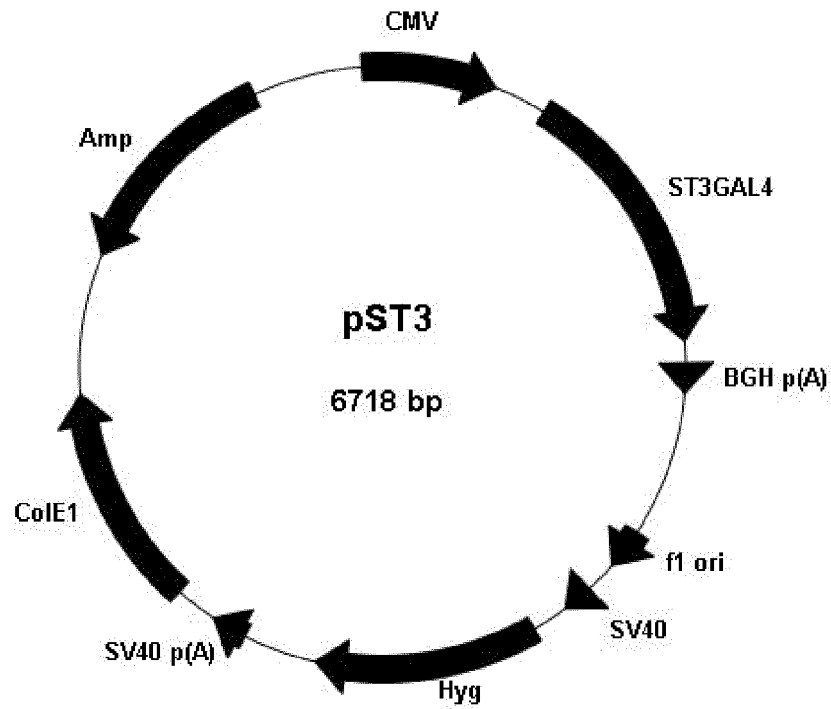 CMV
Amp
ST3GAL4
pST3
6718 bp
BGH p(A)
ColE1
f1 ori
SV40
SV40 p(A)
Hyg